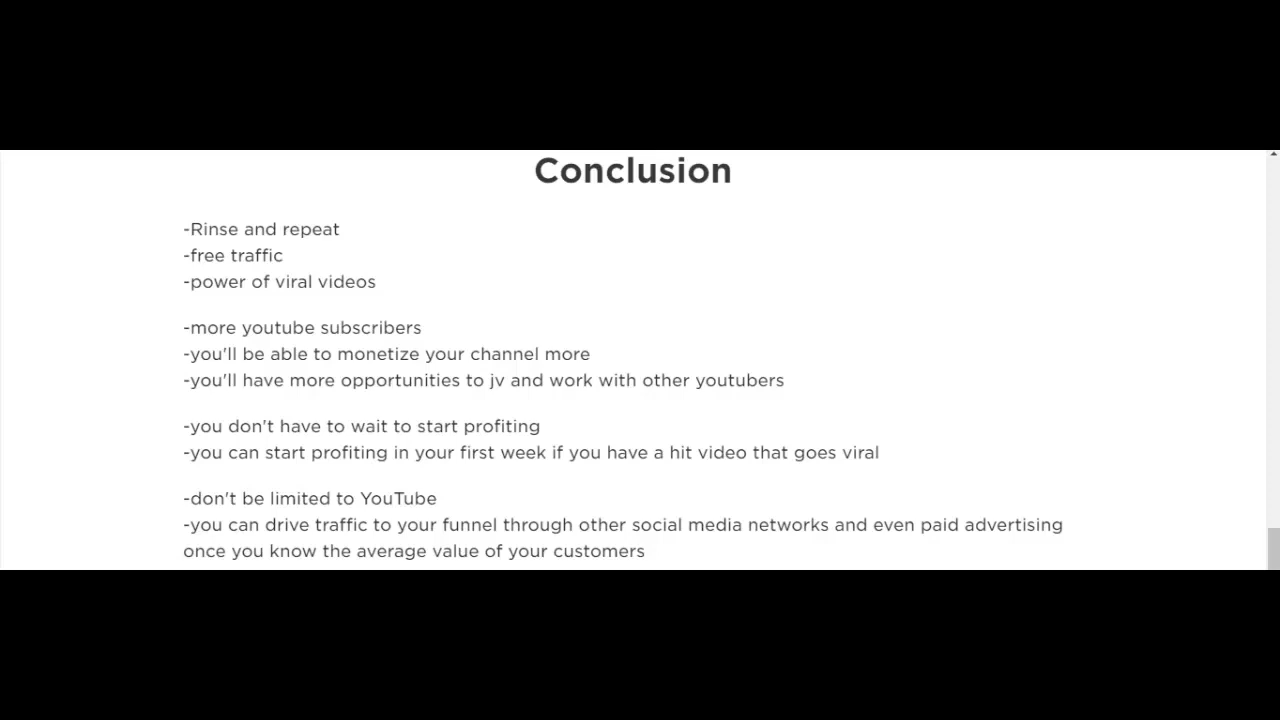 Conclusion
-Rinse and repeat
-free traffic
-power of viral videos
-more youtube subscribers
-you'll be able to monetize your channel more
-you'll have more opportunities to jv and work with other youtubers
-you don't have to wait to start profiting
-you can start profiting in your first week if you have a hit video that goes viral
-don't be limited to YouTube
-you can drive traffic to your funnel through other social media networks and even paid advertising
once you know the average value of your customers